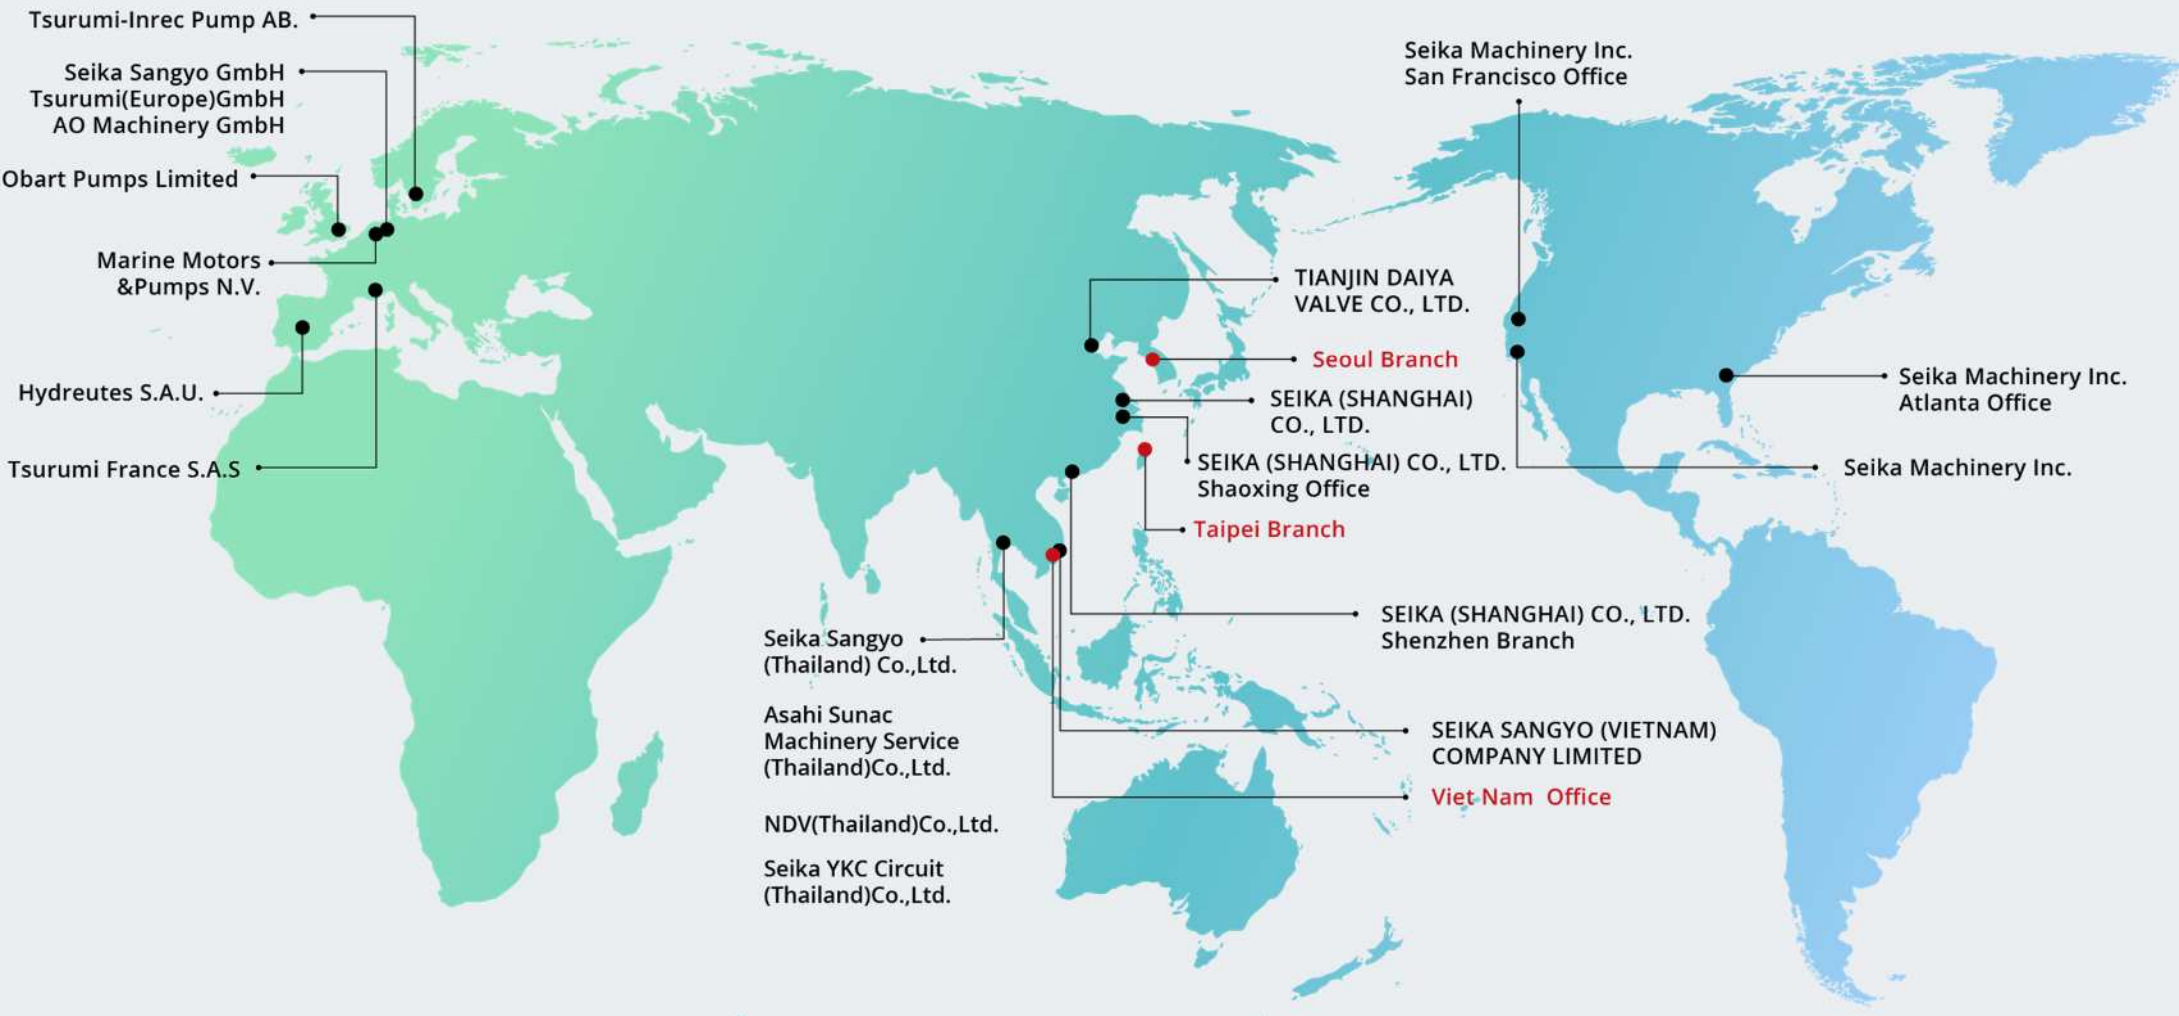 Tsurumi-Inrec Pump AB.
Seika Sangyo GmbH
Tsurumi(Europe)GmbH
AO Machinery GmbH
Obart Pumps Limited
Marine Motors
&Pumps N.V.
Hydreutes S.A.U.
Tsurumi France S.A.S
Seika Sangyo
(Thailand) Co.,Ltd.
Asahi Sunac
Machinery Service
(Thailand)Co.,Ltd.
NDV(Thailand)Co.,Ltd.
Seika YKC Circuit
(Thailand)Co.,Ltd.
TIANJIN DAIYA
VALVE CO., LTD.
Seoul Branch
SEIKA (SHANGHAI)
CO., LTD.
SEIKA (SHANGHAI) CO., LTD.
Shaoxing Office
Taipei Branch
SEIKA (SHANGHAI) CO., LTD.
Shenzhen Branch
SEIKA SANGYO (VIETNAM)
COMPANY LIMITED
Viet Nam Office
Seika Machinery Inc.
San Francisco Office
Seika Machinery Inc.
Atlanta Office
Seika Machinery Inc.